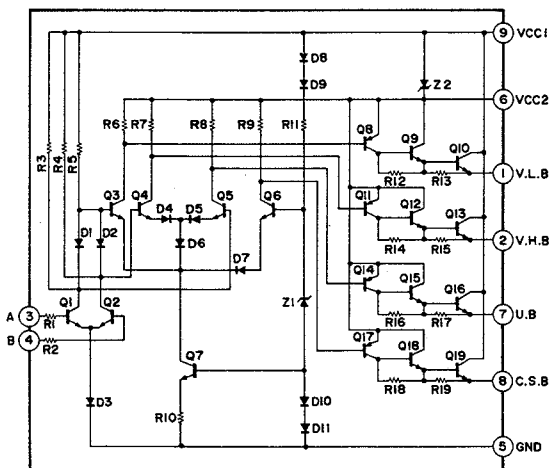 9 VCC1
D8
D9
Z2
6 VCC2
R6 R7 R8 R9 R11
Q8
Q9
Q10
R3
R4
R5
1 V.L.B
R12 R13
Q3 Q4 Q5 Q6
D4 D5
Q11
Q12
Q13
D1 D2
D6
R14 R15
2 V.H.B
D7
Q14
Q15
Q16
Z1
A 3
R1
Q1 Q2
R16 R17
7 U.B
B 4
R2
Q17
Q18
Q19
Q7
R18 R19
8 C.S.B
D3
R10
D10
D11
5 GND